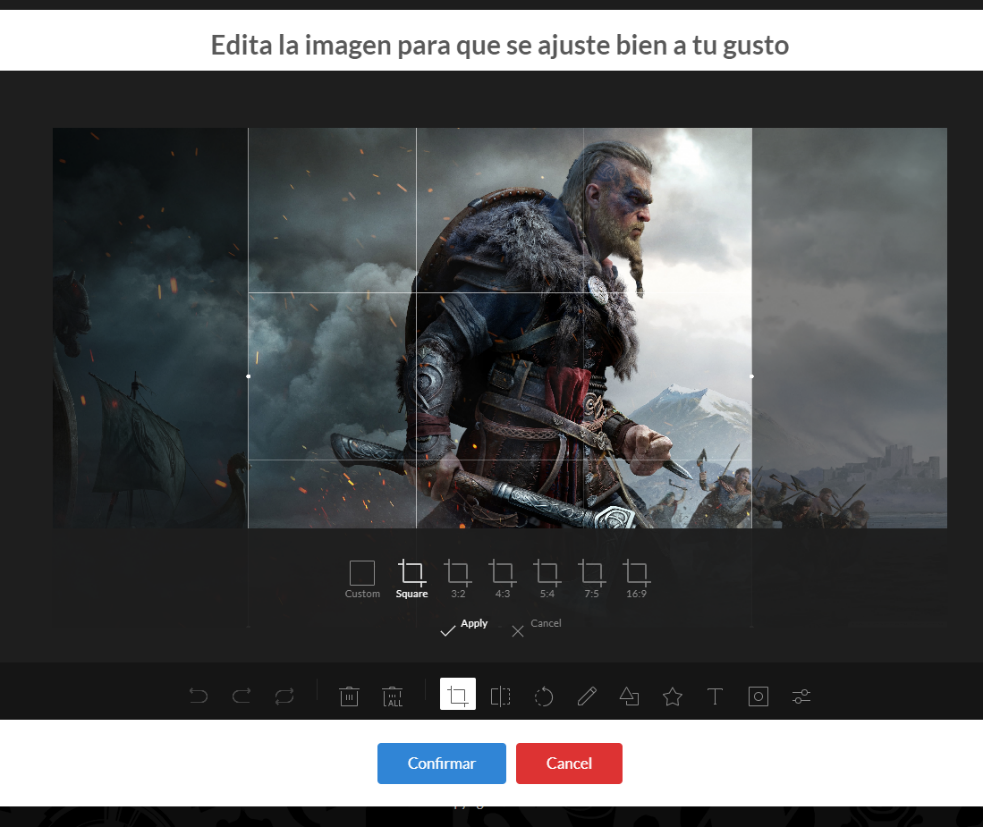 Edita la imagen para que se ajuste bien a tu gusto
Custom Square 3:2 4:3 5:4 7:5 16:9
Apply Cancel
ALL T
Confirmar Cancel